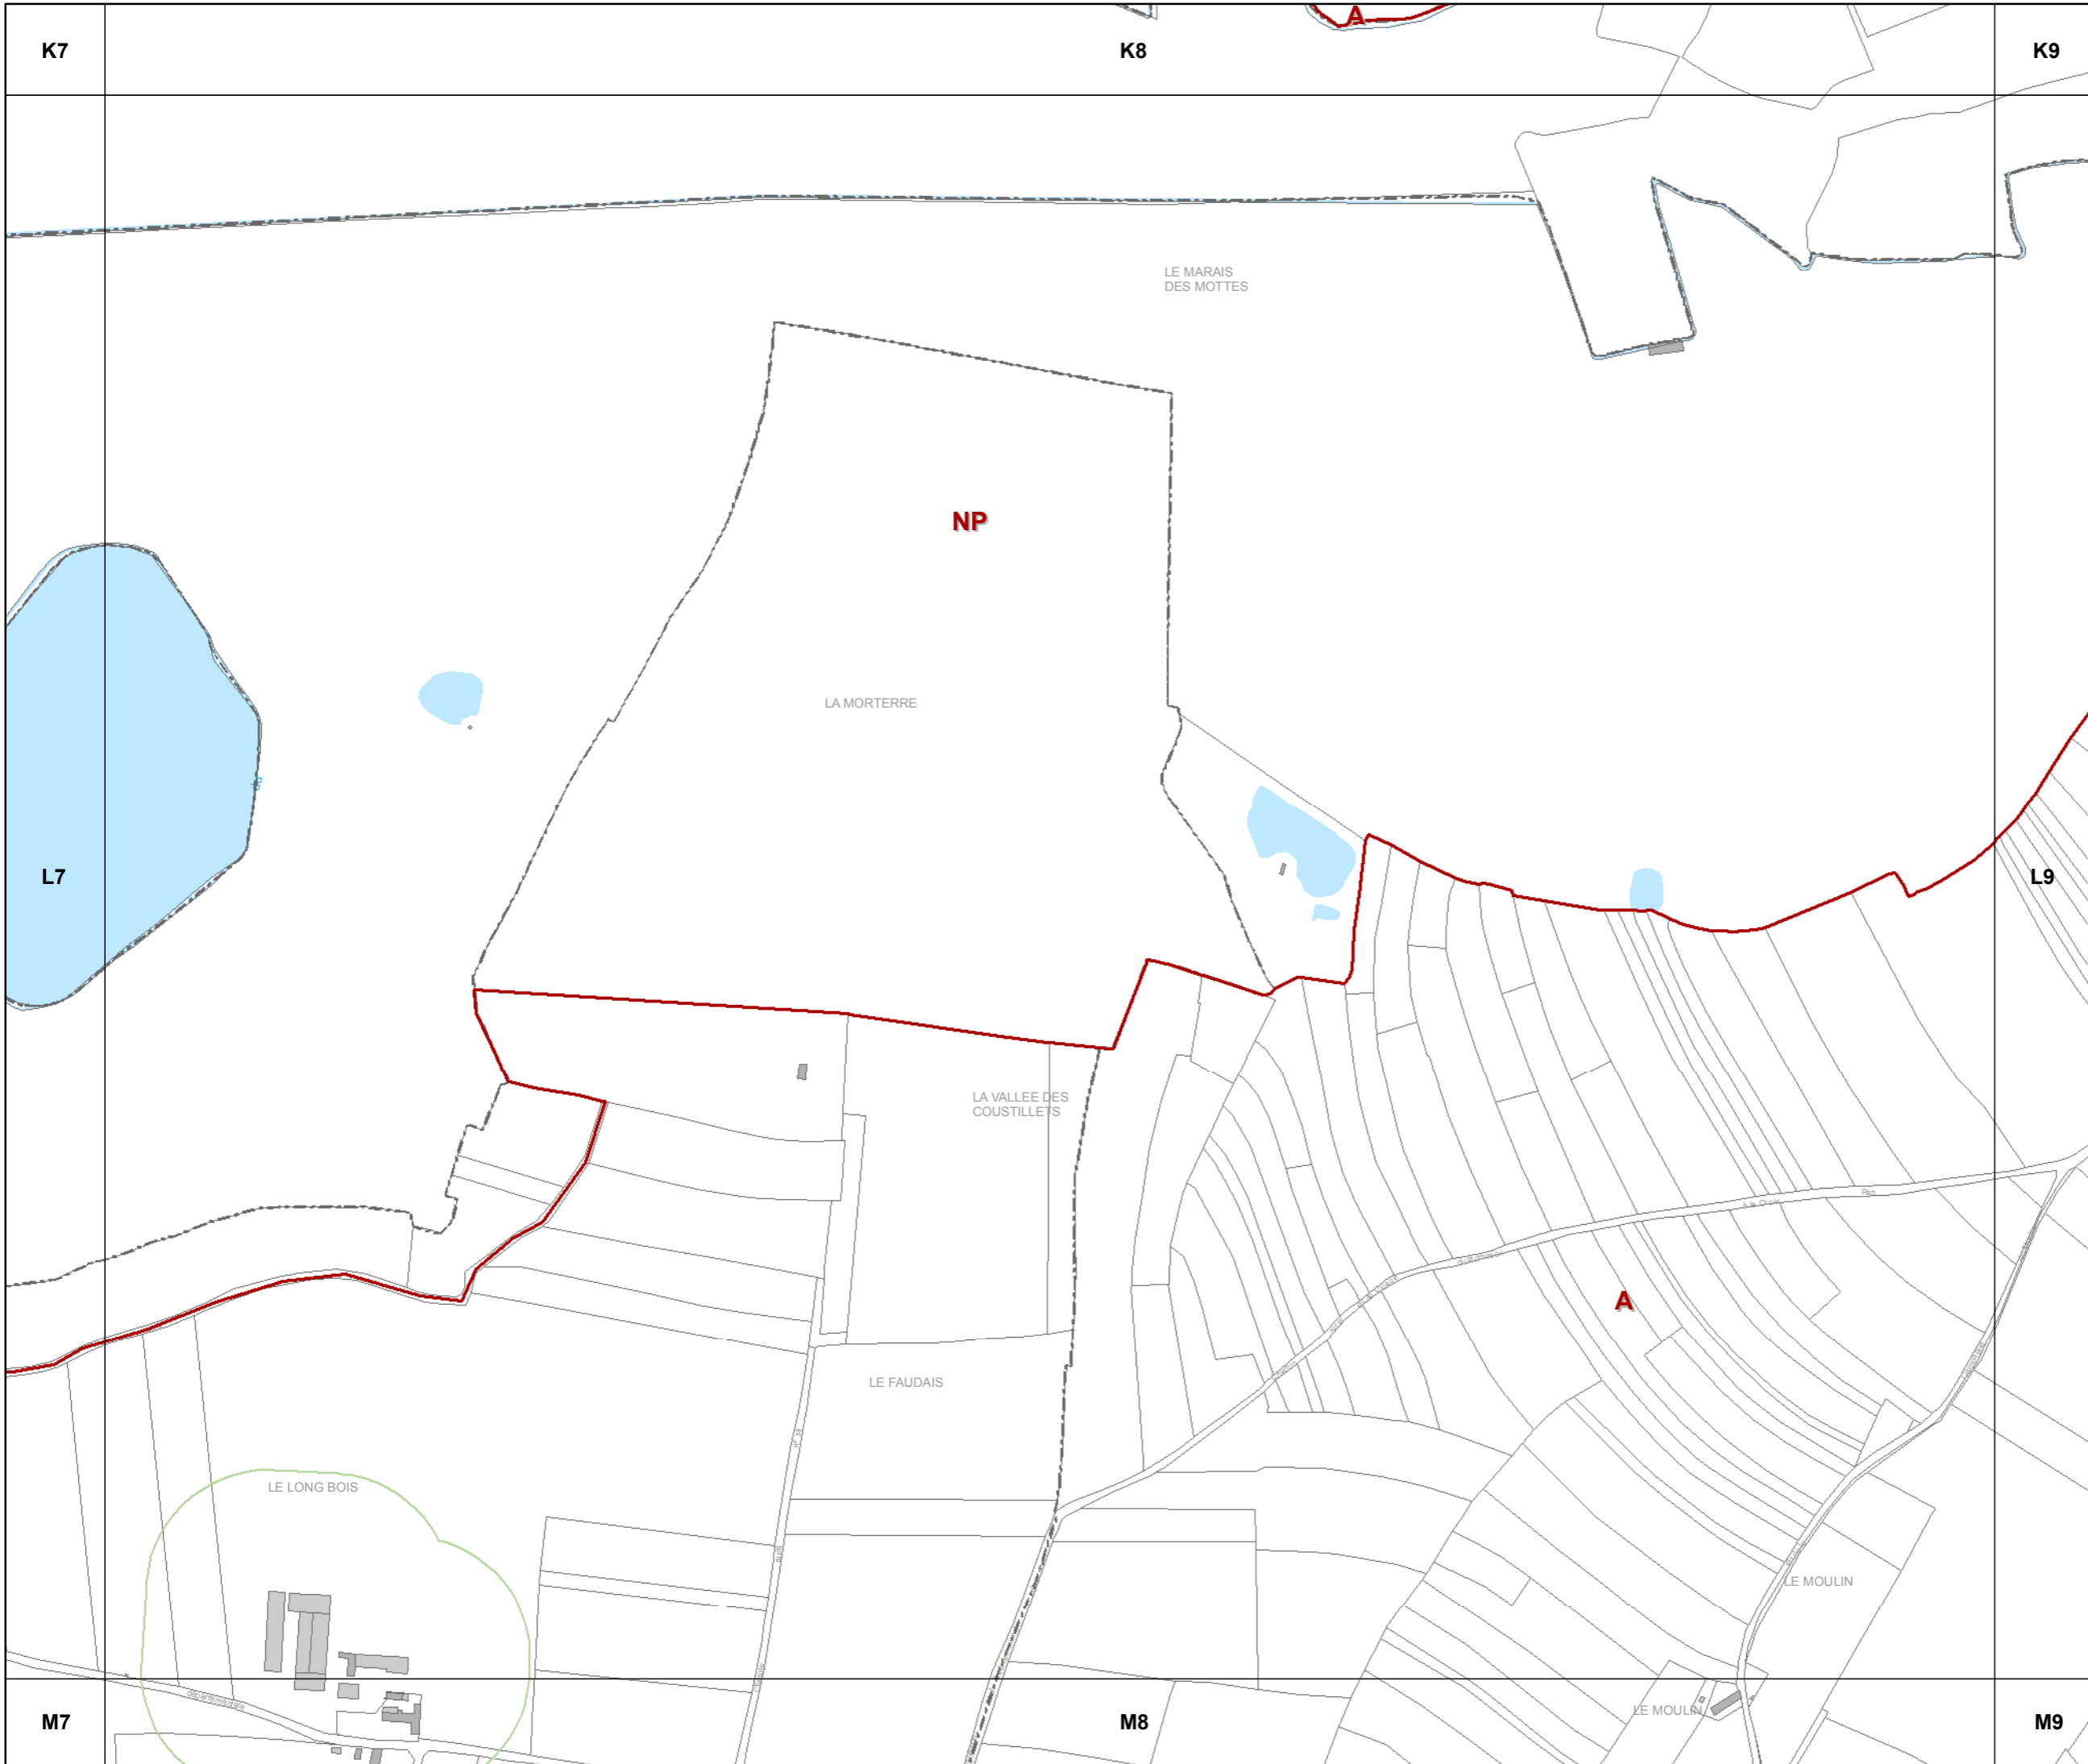 A
K7
K8
K9
LE MARAIS
DES MOTTES
NP
LA MORTERRE
L7
L9
LA VALLEE DES
COUSTILLETS
A
LE FAUDAIS
LE LONG BOIS
LE MOULIN
LE MOULIN
M7
M8
M9